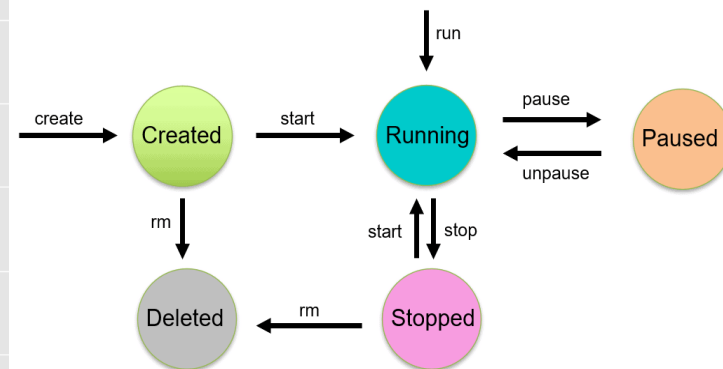 run
create
Created
start
Running
pause
unpause
Paused
rm
start
stop
Deleted
rm
Stopped